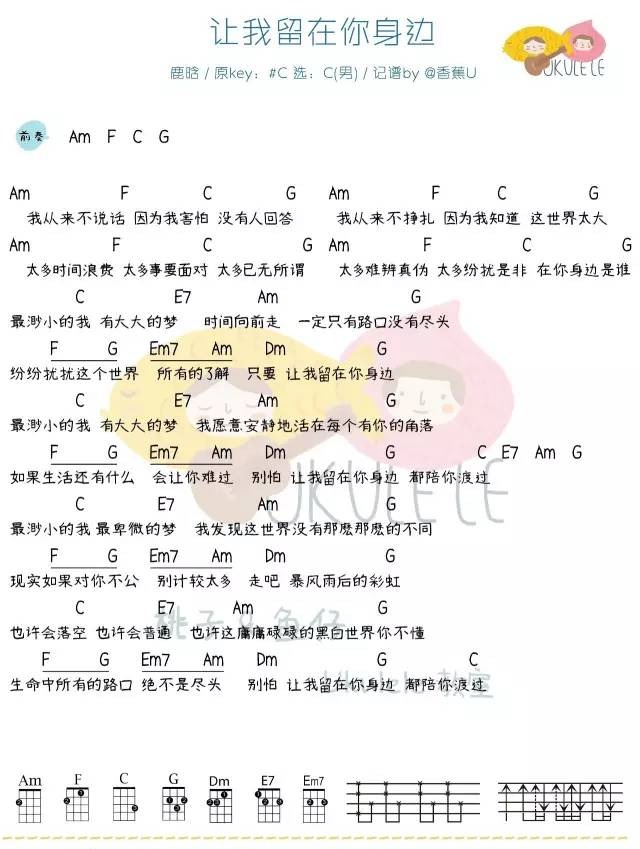 让我留在你身边
鹿晗 / 原key：#C 选：C(男) / 记谱by @香蕉U
UKULELE
前奏 Am F C G
Am F C G Am F C G
我从来不说话 因为我害怕 没有人回答 我从来不挣扎 因为我知道 这世界太大
Am F C G Am F C G
太多时间浪费 太多事要面对 太多已无所谓 太多难辨真伪 太多纷扰是非 在你身边是谁
C E7 Am G
最渺小的我 有大大的梦 时间向前走 一定只有路口没有尽头
F G Em7 Am Dm G
纷纷扰扰这个世界 所有的了解 只要 让我留在你身边
C E7 Am G
最渺小的我 有大大的梦 我愿意安静地活在每个有你的角落
F G Em7 Am Dm G C E7 Am G
如果生活还有什么 会让你难过 别怕 让我留在你身边 都陪你渡过
UKULELE
C E7 Am G
最渺小的我 最卑微的梦 我发现这世界没有那麽那麽的不同
F G Em7 Am Dm G
现实如果对你不公 别计较太多 走吧 暴风雨后的彩虹
C E7 Am G
桃子&鱼仔
也许会落空 也许会普通 也许这庸庸碌碌的黑白世界你不懂
F G Em7 Am Dm G C
Ukulele 教室
生命中所有的路口 绝不是尽头 别怕 让我留在你身边 都陪你渡过
Am F C G Dm E7 Em7